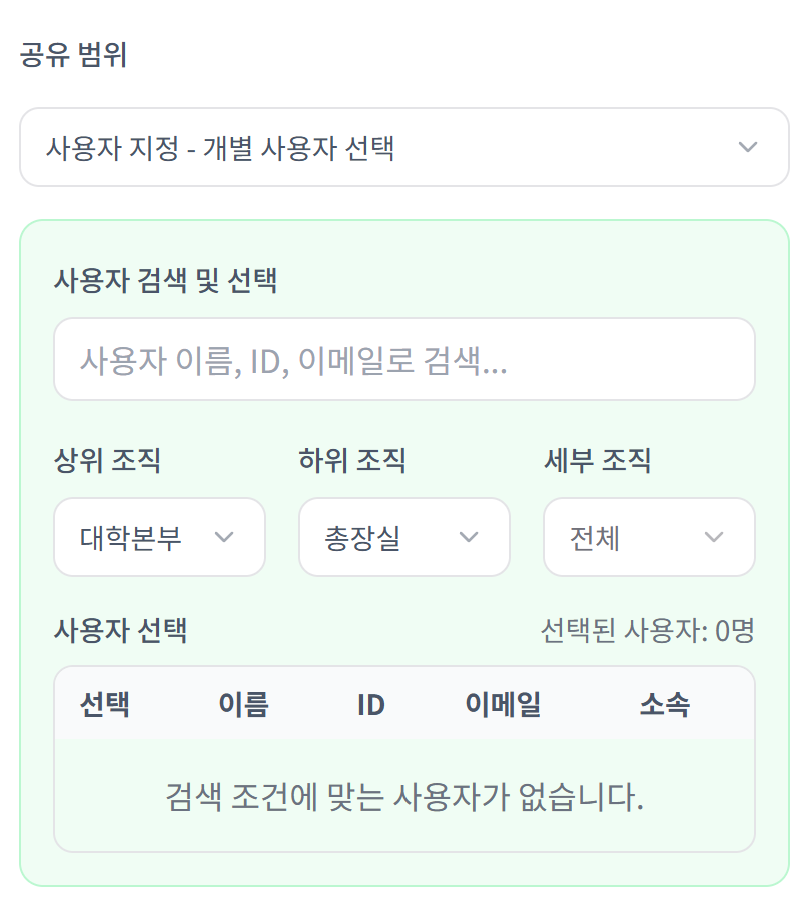 공유 범위
사용자 지정 - 개별 사용자 선택
사용자 검색 및 선택
사용자 이름, ID, 이메일로 검색...
상위 조직 하위 조직 세부 조직
대학본부 총장실 전체
사용자 선택 선택된 사용자: 0명
선택 이름 ID 이메일 소속
검색 조건에 맞는 사용자가 없습니다.